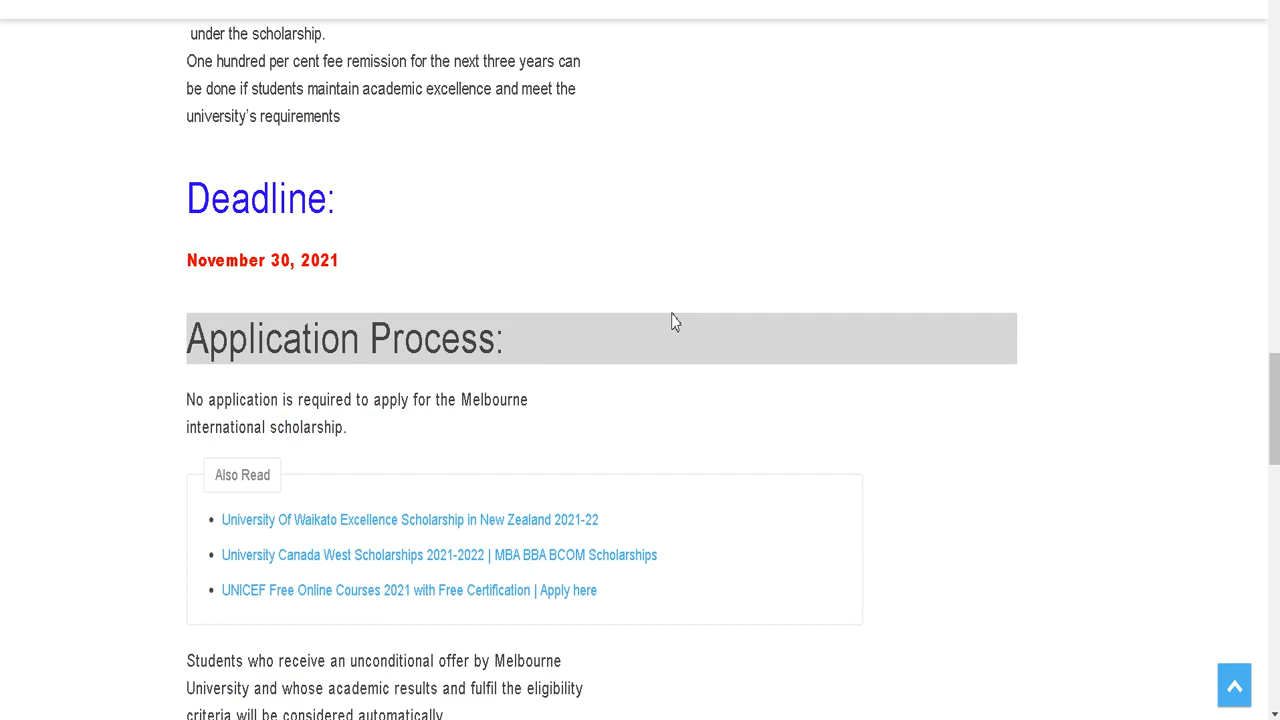 under the scholarship.
One hundred per cent fee remission for the next three years can
be done if students maintain academic excellence and meet the
university's requirements
Deadline:
November 30, 2021
Application Process:
No application is required to apply for the Melbourne
international scholarship.
Also Read
• University Of Waikato Excellence Scholarship in New Zealand 2021-22
• University Canada West Scholarships 2021-2022 | MBA BBA BCOM Scholarships
• UNICEF Free Online Courses 2021 with Free Certification | Apply here
Students who receive an unconditional offer by Melbourne
University and whose academic results and fulfil the eligibility
criteria will be considered automatically